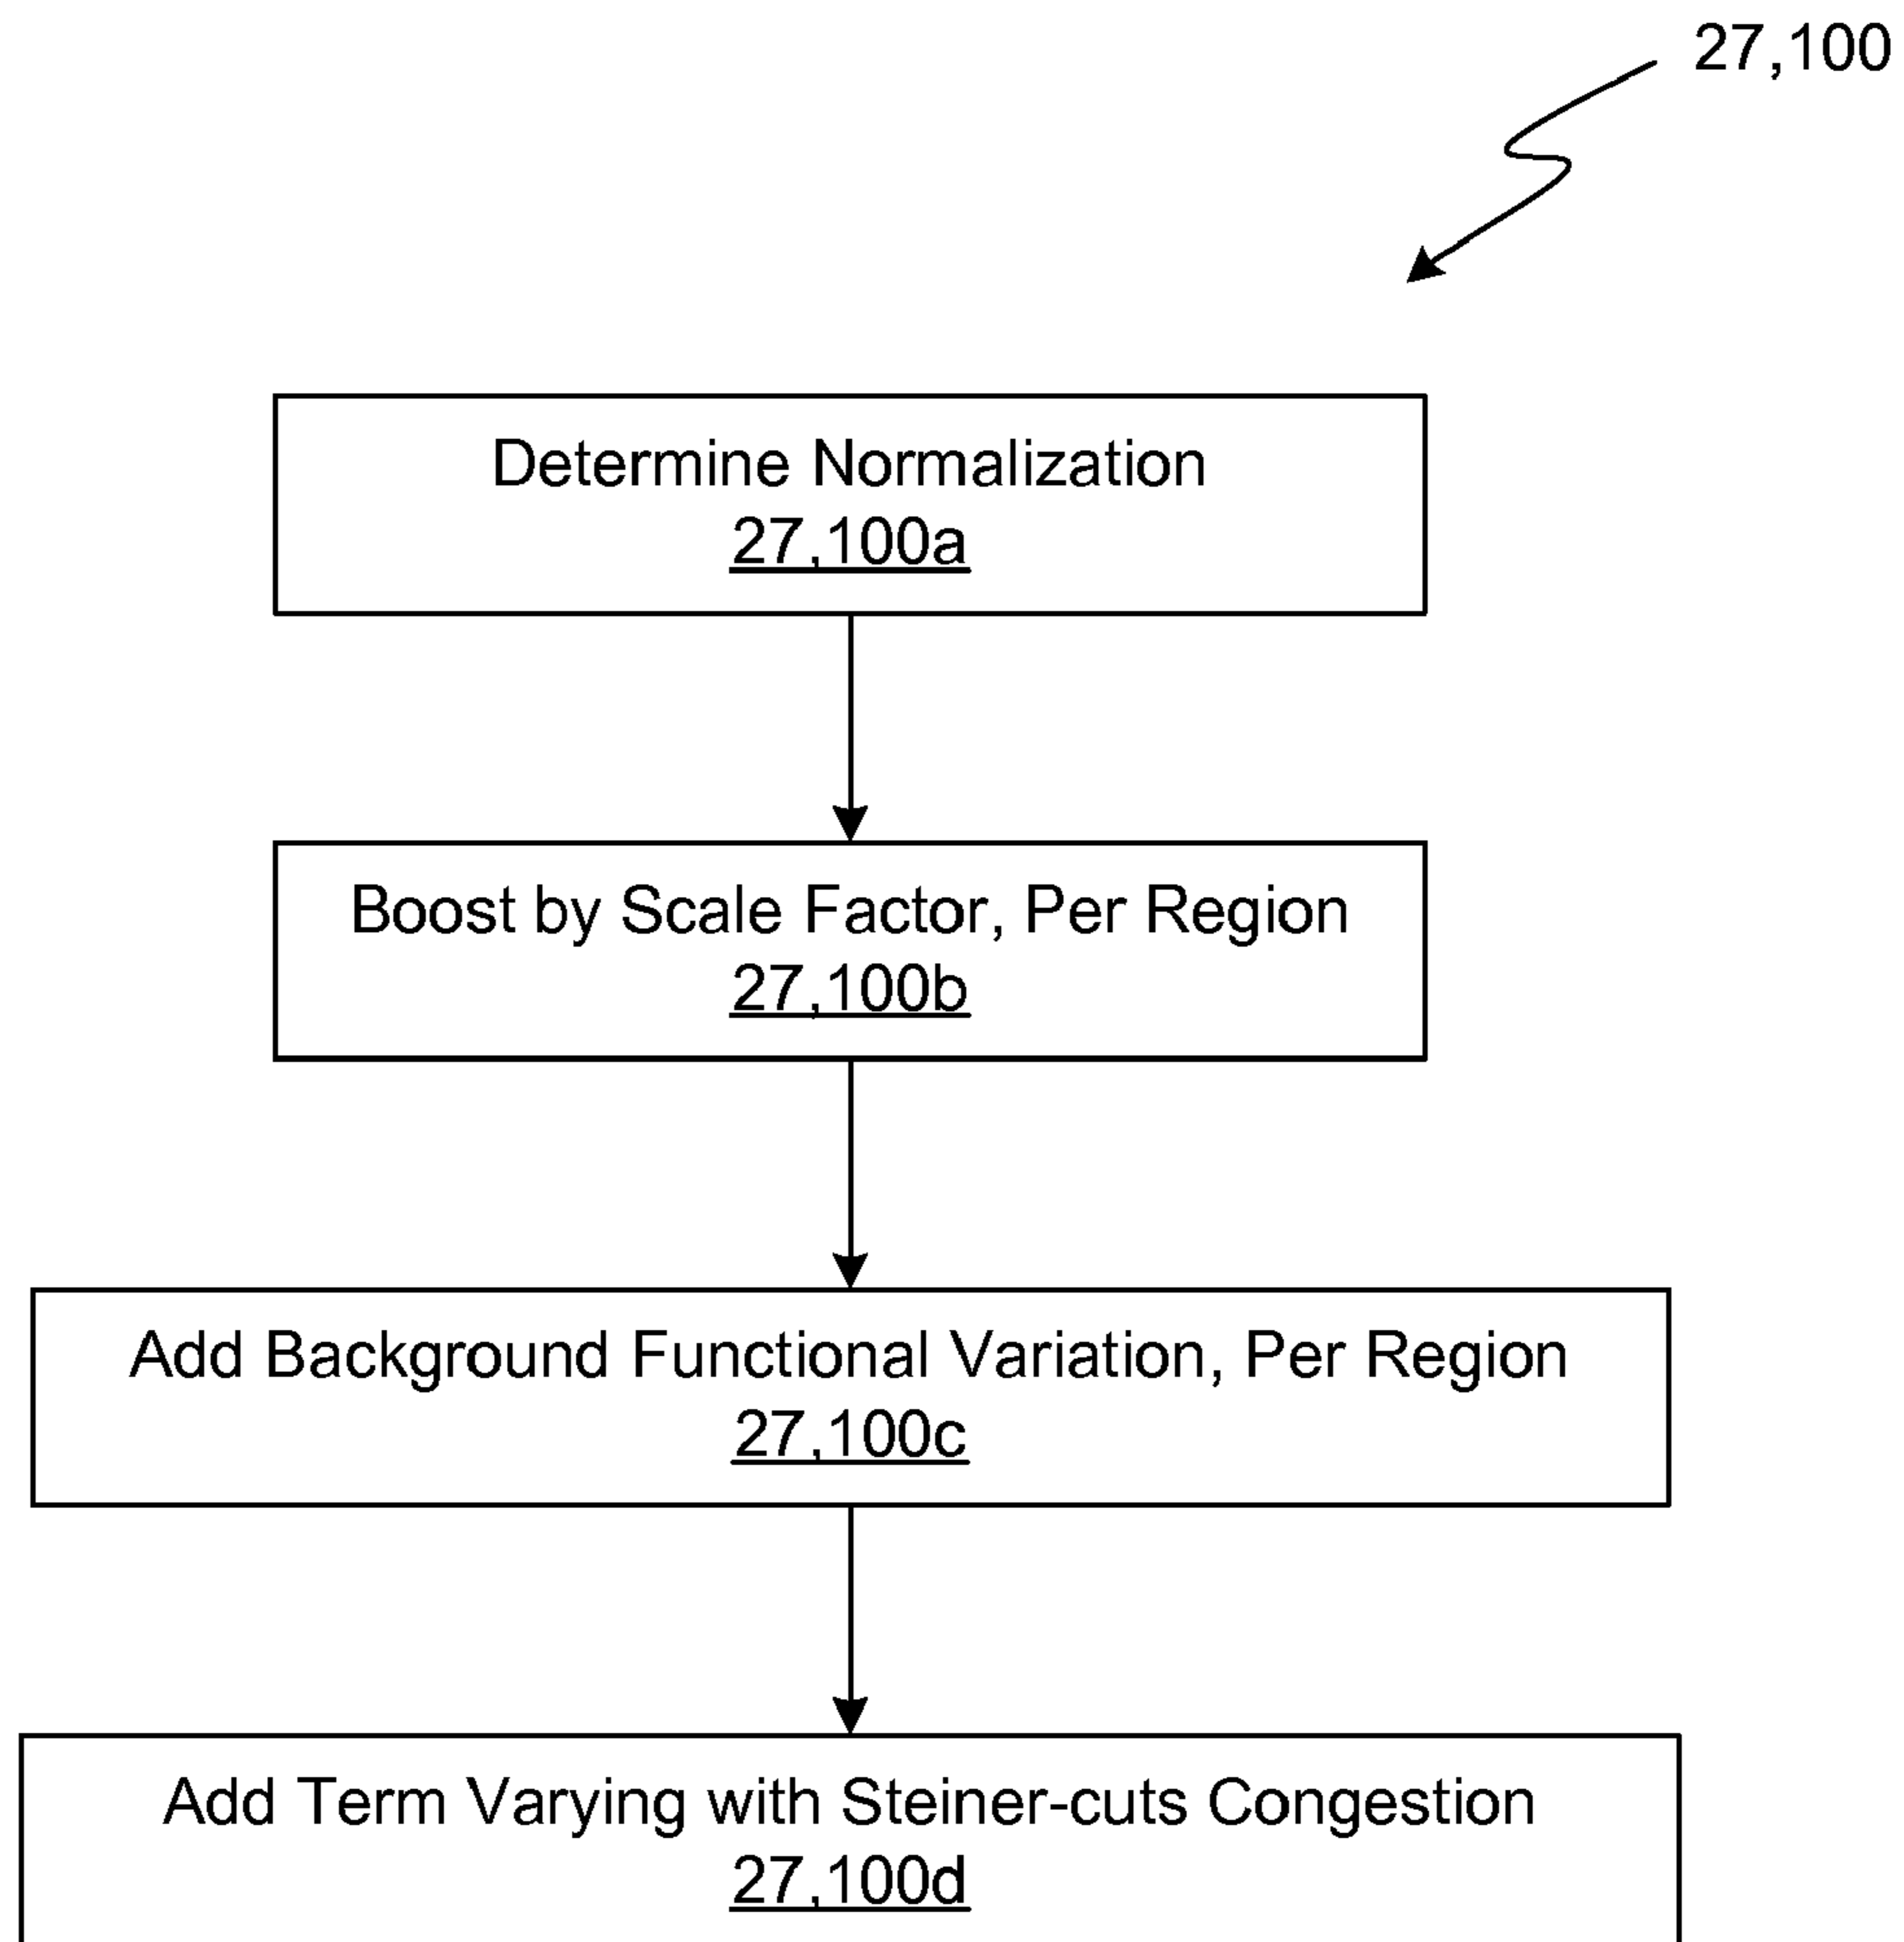 27,100
Determine Normalization
27,100a
Boost by Scale Factor, Per Region
27,100b
Add Background Functional Variation, Per Region
27,100c
Add Term Varying with Steiner-cuts Congestion
27,100d